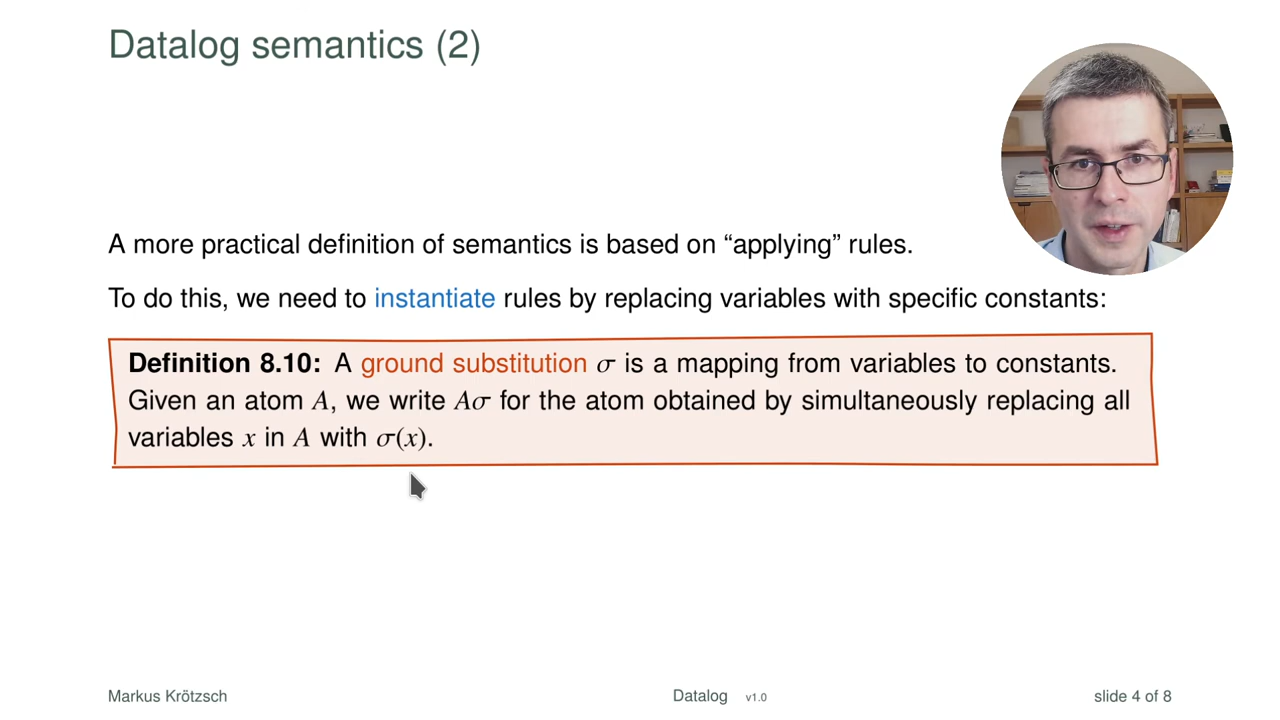 Datalog semantics (2)
A more practical definition of semantics is based on “applying” rules.
To do this, we need to instantiate rules by replacing variables with specific constants:
Definition 8.10: A ground substitution σ is a mapping from variables to constants.
Given an atom A, we write Aσ for the atom obtained by simultaneously replacing all
variables x in A with σ(x).
Markus Krötzsch Datalog v1.0 slide 4 of 8